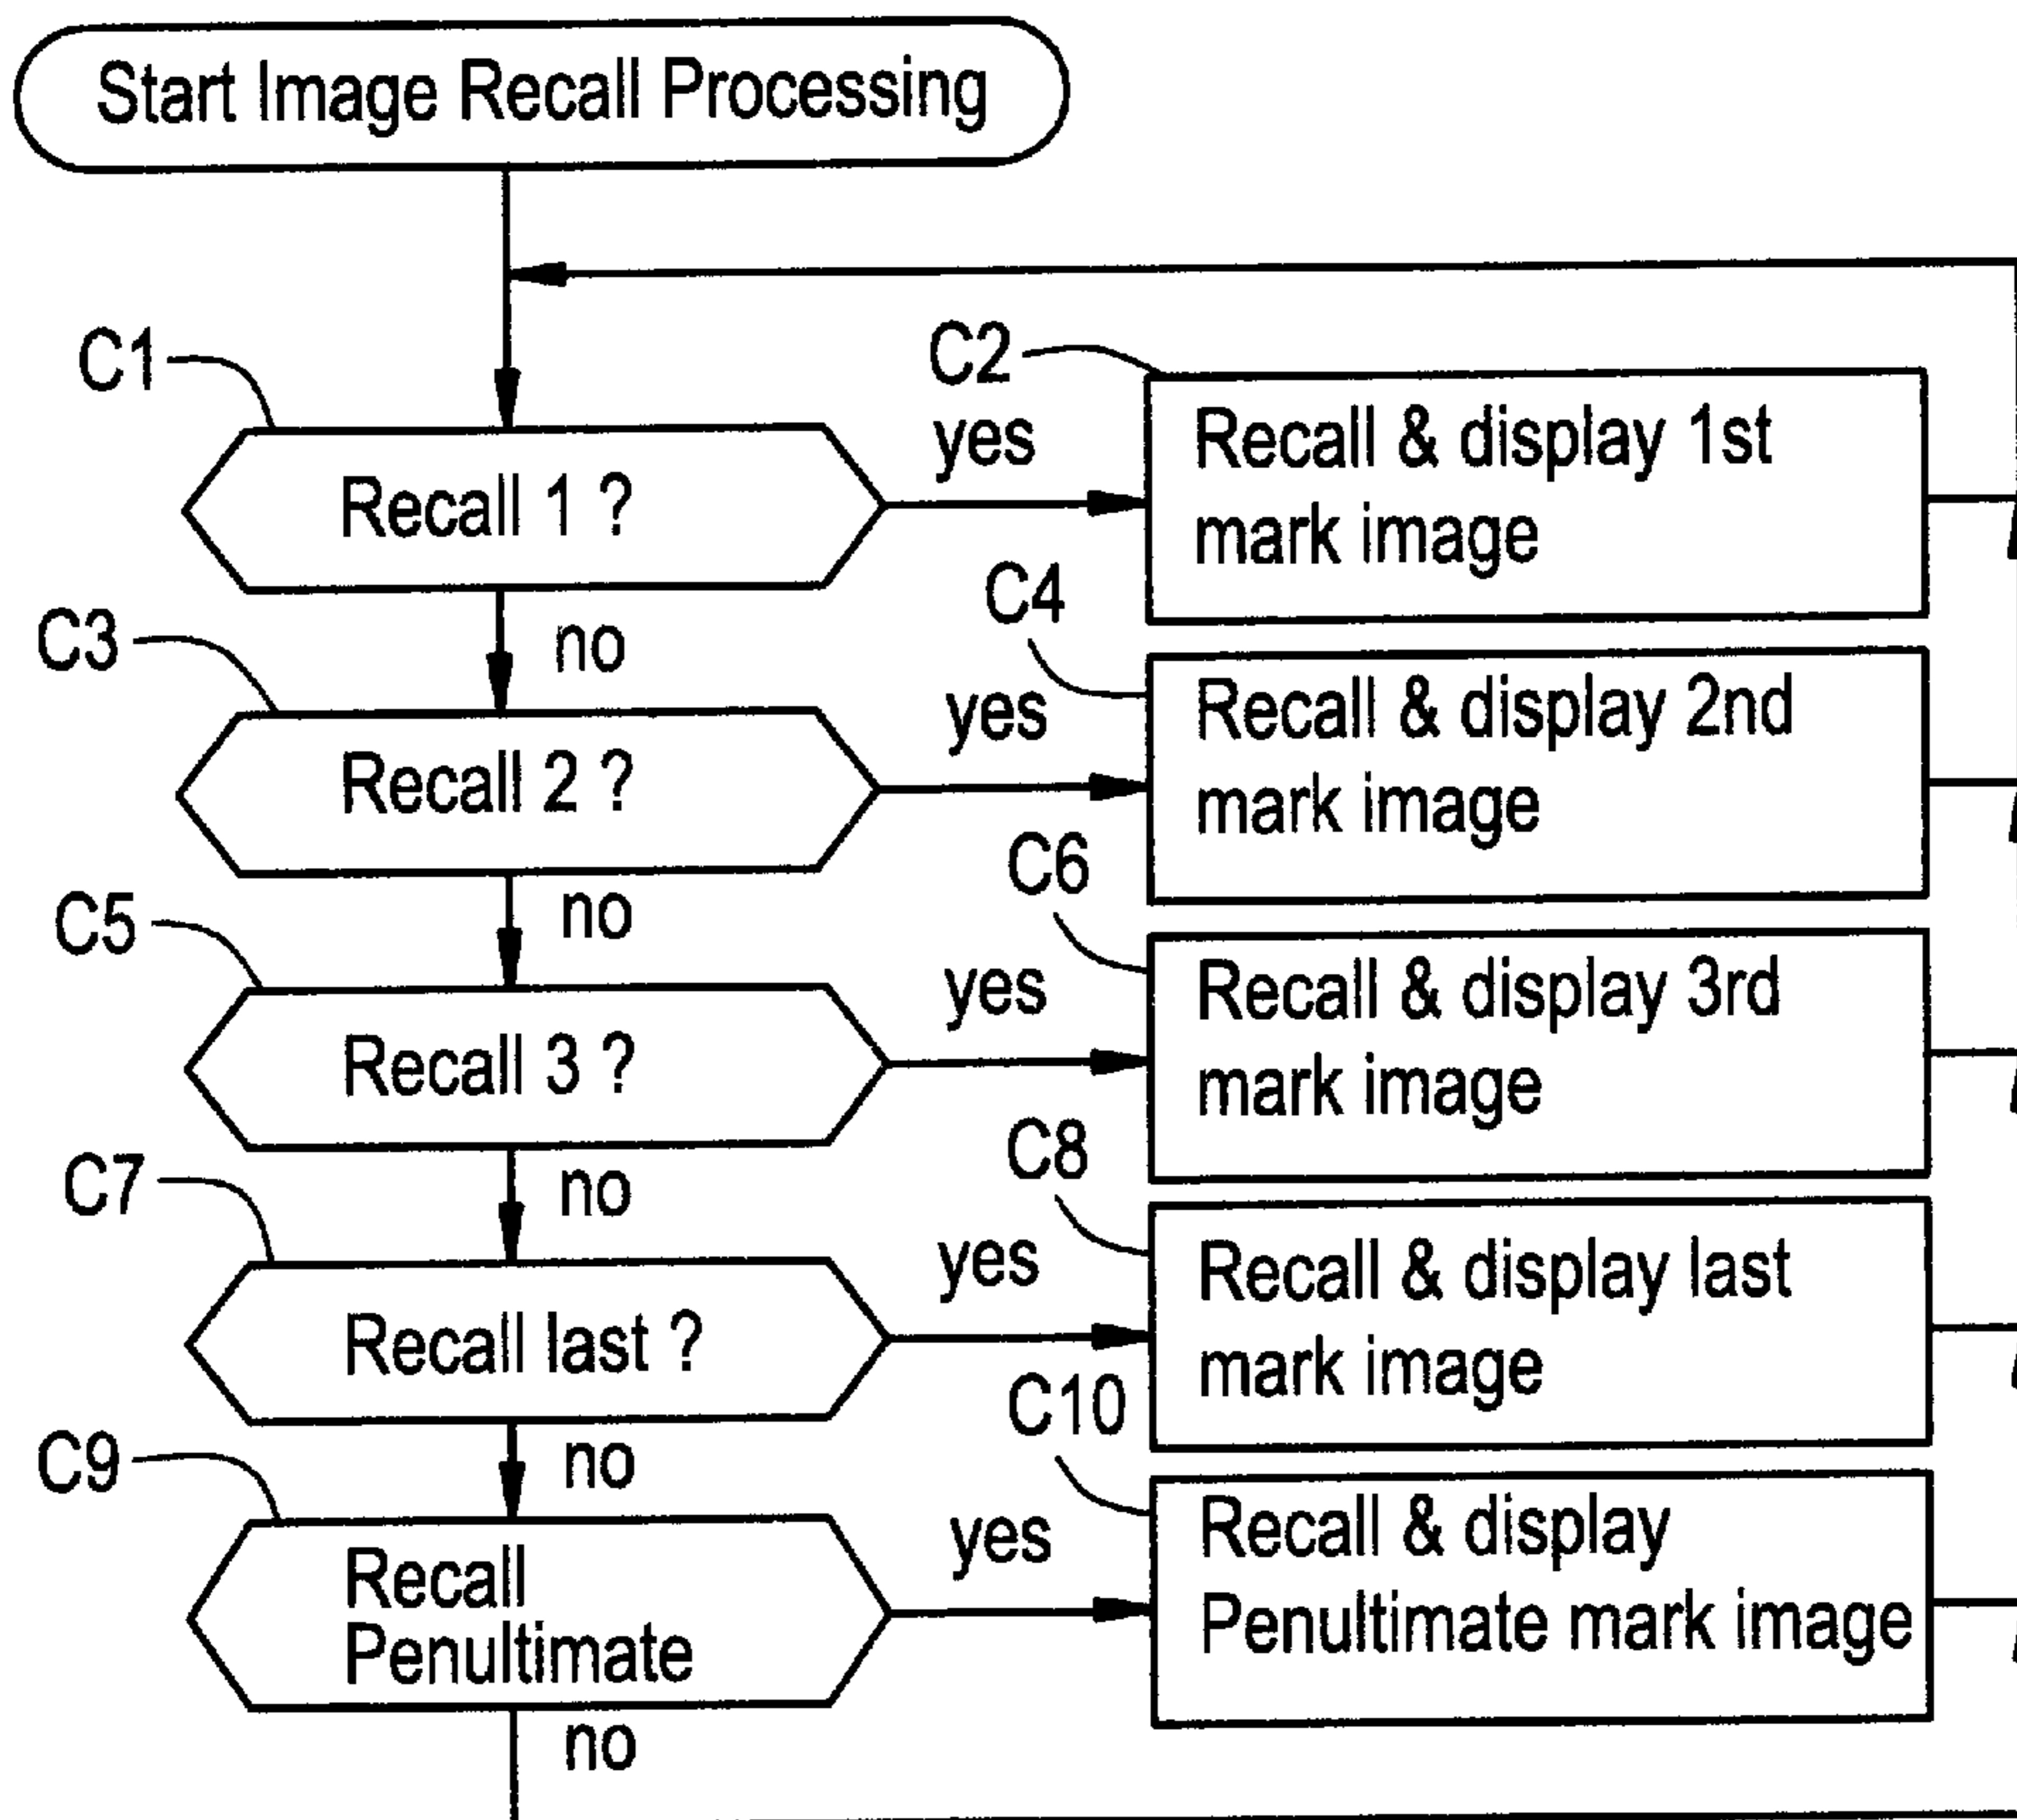 Start Image Recall Processing
C1
Recall 1 ?
yes
C2
Recall & display 1st
mark image
no
C3
Recall 2 ?
yes
C4
Recall & display 2nd
mark image
no
C5
Recall 3 ?
yes
C6
Recall & display 3rd
mark image
no
C7
Recall last ?
yes
C8
Recall & display last
mark image
no
C9
Recall
Penultimate
yes
C10
Recall & display
Penultimate mark image
no